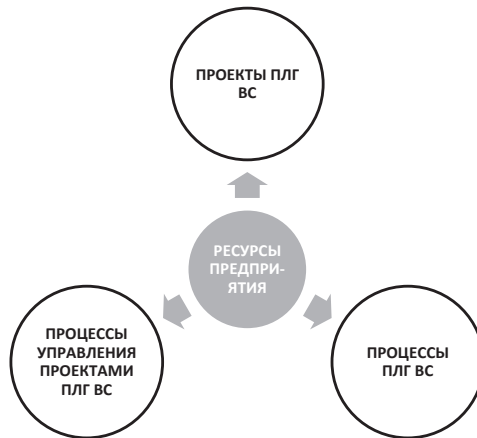 ПРОЕКТЫ ПЛГ
ВС
РЕСУРСЫ
ПРЕДПРИ-
ЯТИЯ
ПРОЦЕССЫ
УПРАВЛЕНИЯ
ПРОЕКТАМИ
ПЛГ ВС
ПРОЦЕССЫ
ПЛГ ВС